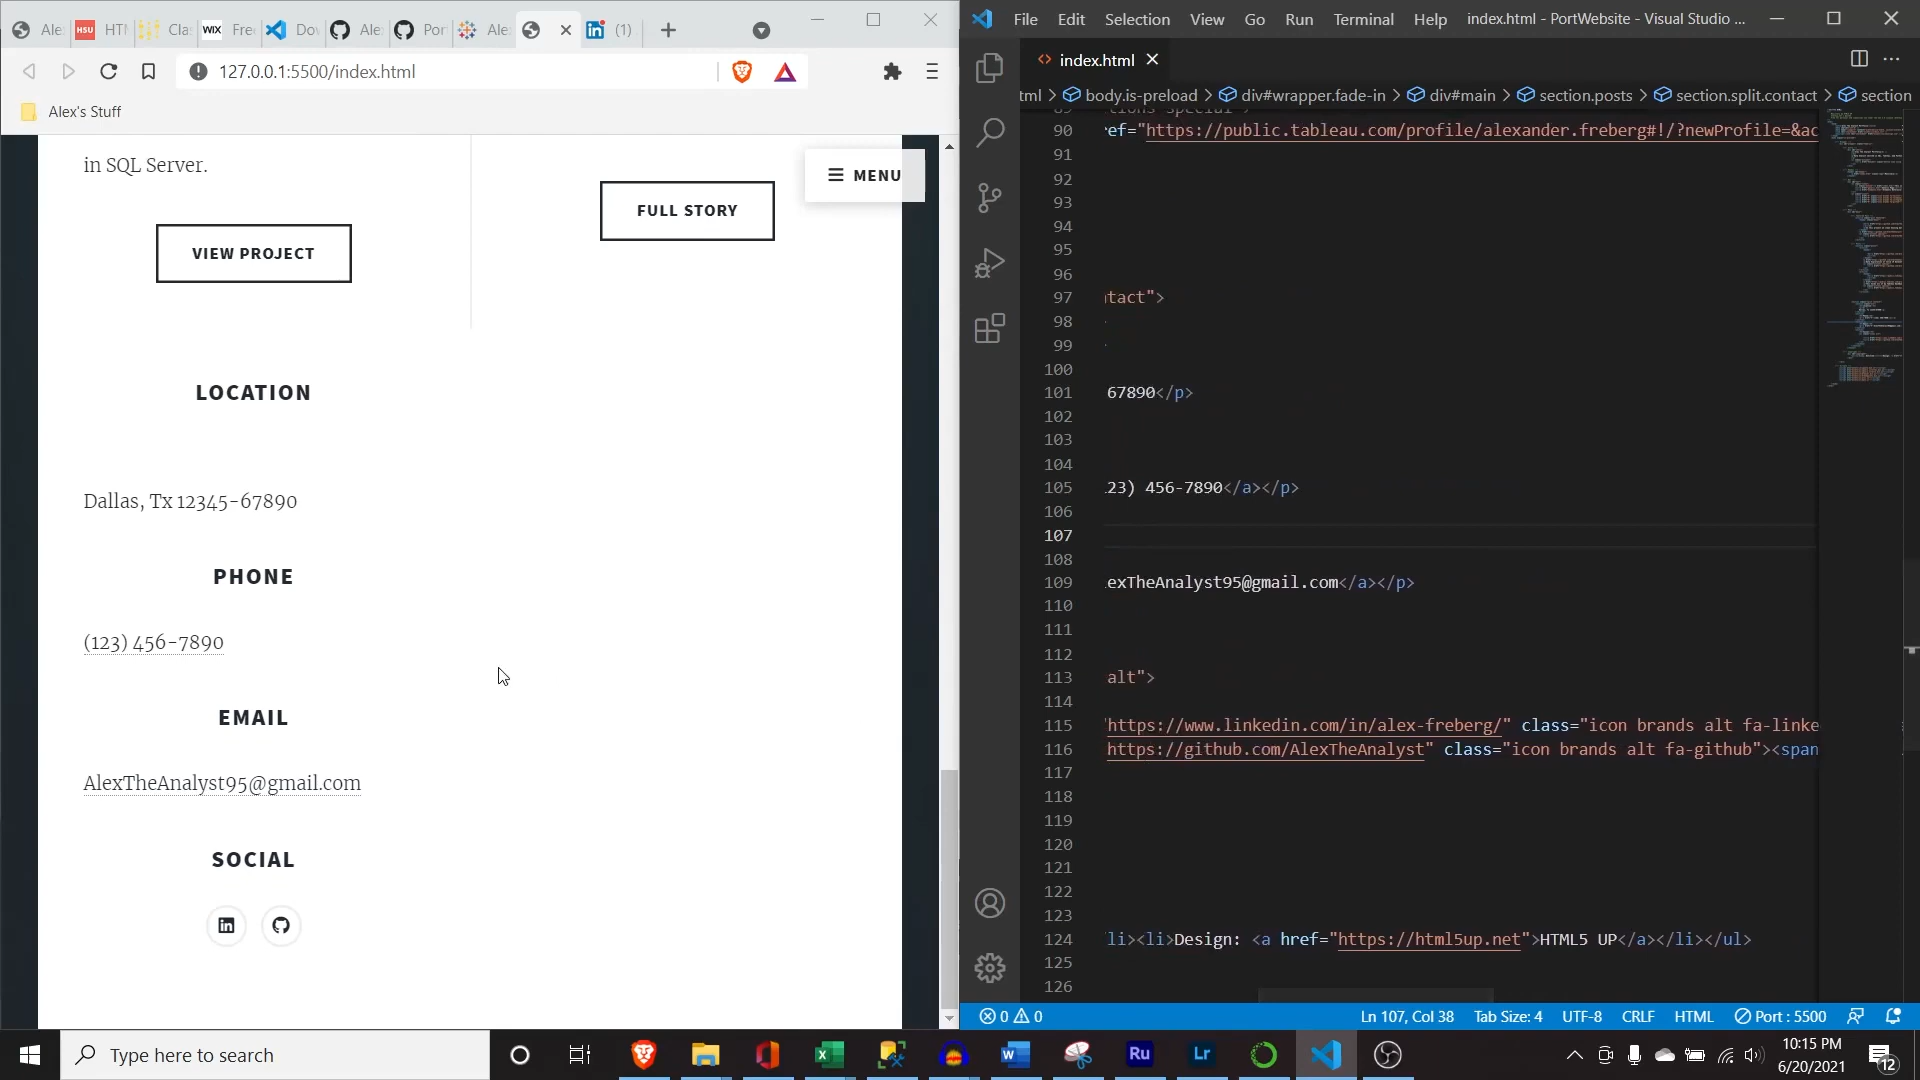 Ale
HT
Cla
WIX
Fre
Do
Ale
Por
Ale
(1)
127.0.0.1:5500/index.html
Alex's Stuff
in SQL Server.
MENU
FULL STORY
VIEW PROJECT
LOCATION
Dallas, Tx 12345-67890
PHONE
(123) 456-7890
EMAIL
AlexTheAnalyst95@gmail.com
SOCIAL
File Edit Selection View Go Run Terminal Help index.html - PortWebsite - Visual Studio ...
index.html
tml > body.is-preload > div#wrapper.fade-in > div#main > section.posts > section.split.contact > section
90 ref="https://public.tableau.com/profile/alexander.freberg#!/?newProfile=&ac
91
92
93
94
95
96
97 ntact">
98
99
100
101 67890</p>
102
103
104
105 123) 456-7890</a></p>
106
107
108
109 lexTheAnalyst95@gmail.com</a></p>
110
111
112
113 alt">
114
115 "https://www.linkedin.com/in/alex-freberg/" class="icon brands alt fa-linke
116 https://github.com/AlexTheAnalyst" class="icon brands alt fa-github"><span
117
118
119
120
121
122
123
124 /li><li>Design: <a href="https://html5up.net">HTML5 UP</a></li></ul>
125
126
0 0 Ln 107, Col 38 Tab Size: 4 UTF-8 CRLF HTML Port : 5500
Type here to search
Ru
Lr
10:15 PM
6/20/2021
12